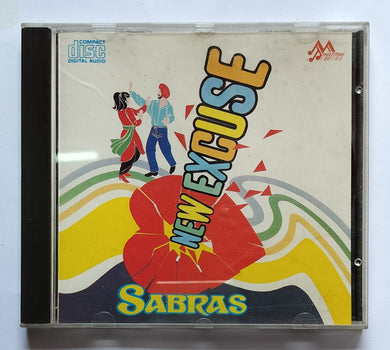 COMPACT
disc
DIGITAL AUDIO
NEW EXCUSE
SABRAS